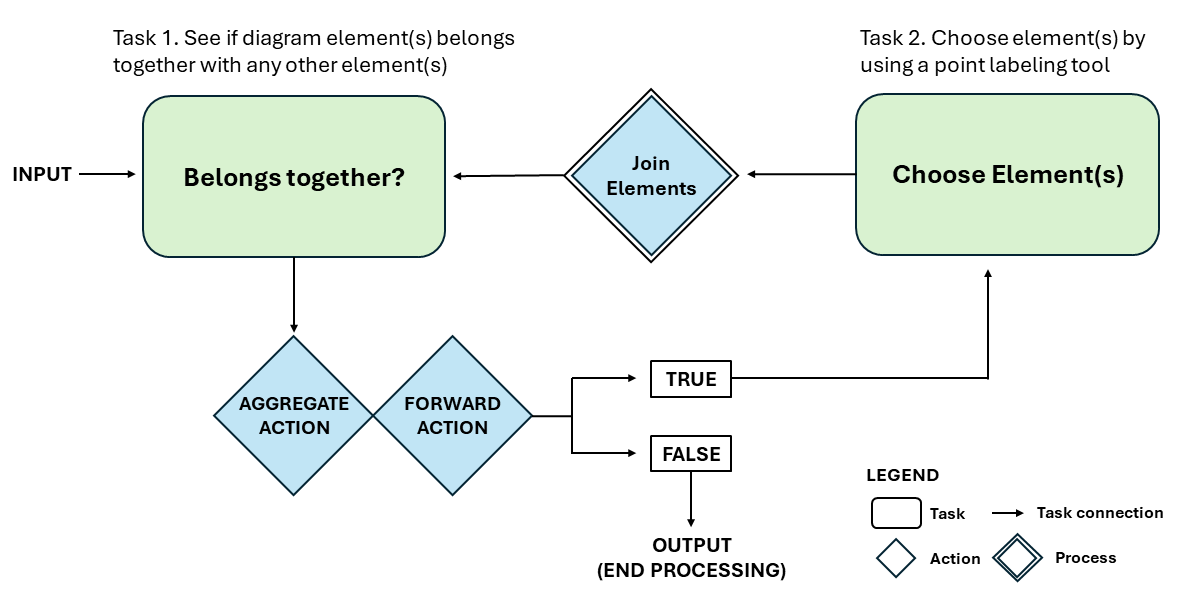 Task 1. See if diagram element(s) belongs
together with any other element(s)
Task 2. Choose element(s) by
using a point labeling tool
INPUT
Belongs together?
Join
Elements
Choose Element(s)
AGGREGATE
ACTION
FORWARD
ACTION
TRUE
FALSE
OUTPUT
(END PROCESSING)
LEGEND
Task
Task connection
Action
Process